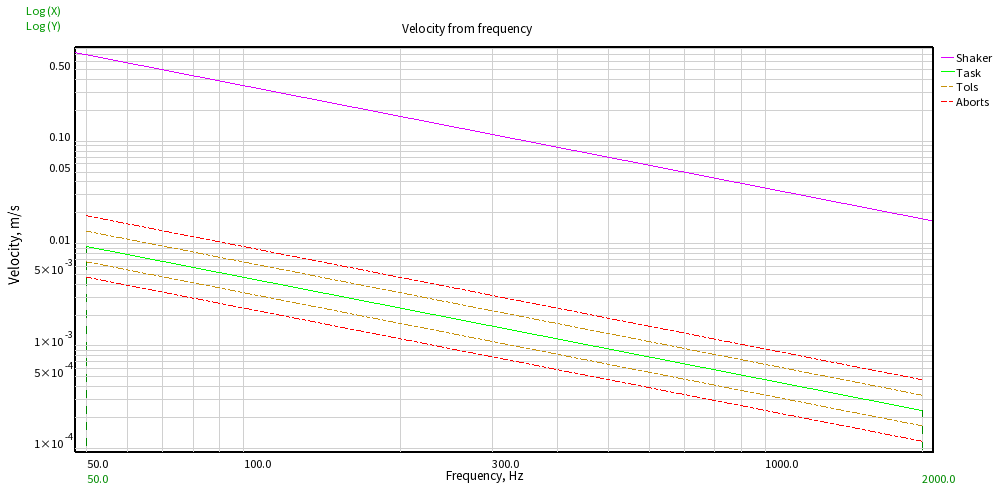 Log(X)
Log(Y)
Velocity from frequency
Shaker
Task
Tols
Aborts
Velocity, m/s
0.50
0.10
0.05
0.01
5×10⁻³
1×10⁻³
5×10⁻⁴
1×10⁻⁴
50.0 100.0 300.0 1000.0
50.0 2000.0
Frequency, Hz